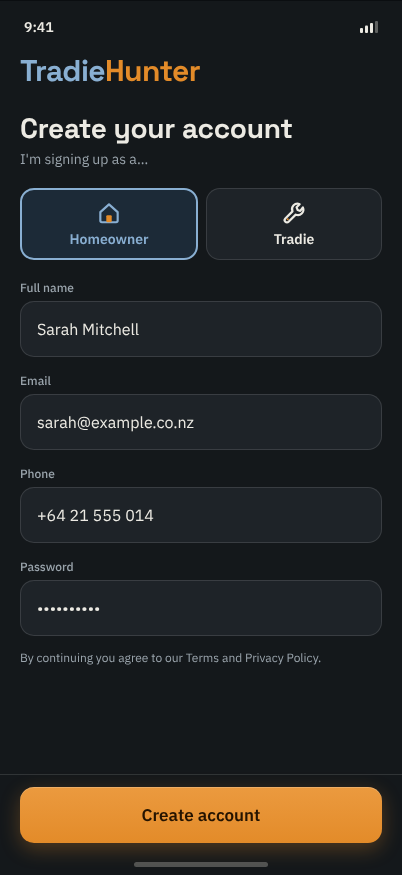 9:41
TradieHunter
Create your account
I'm signing up as a...
Homeowner
Tradie
Full name
Sarah Mitchell
Email
sarah@example.co.nz
Phone
+64 21 555 014
Password
••••••••••
By continuing you agree to our Terms and Privacy Policy.
Create account